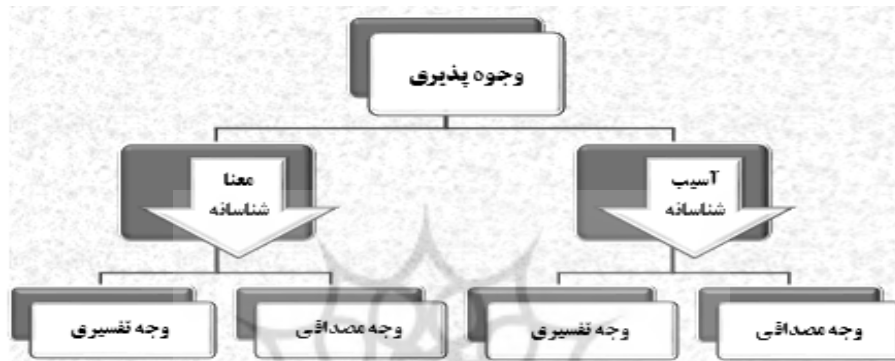 وجوه پذیری
آسیب
شناسانه
معنا
شناسانه
وجه مصداقی
وجه تفسیری
وجه مصداقی
وجه تفسیری